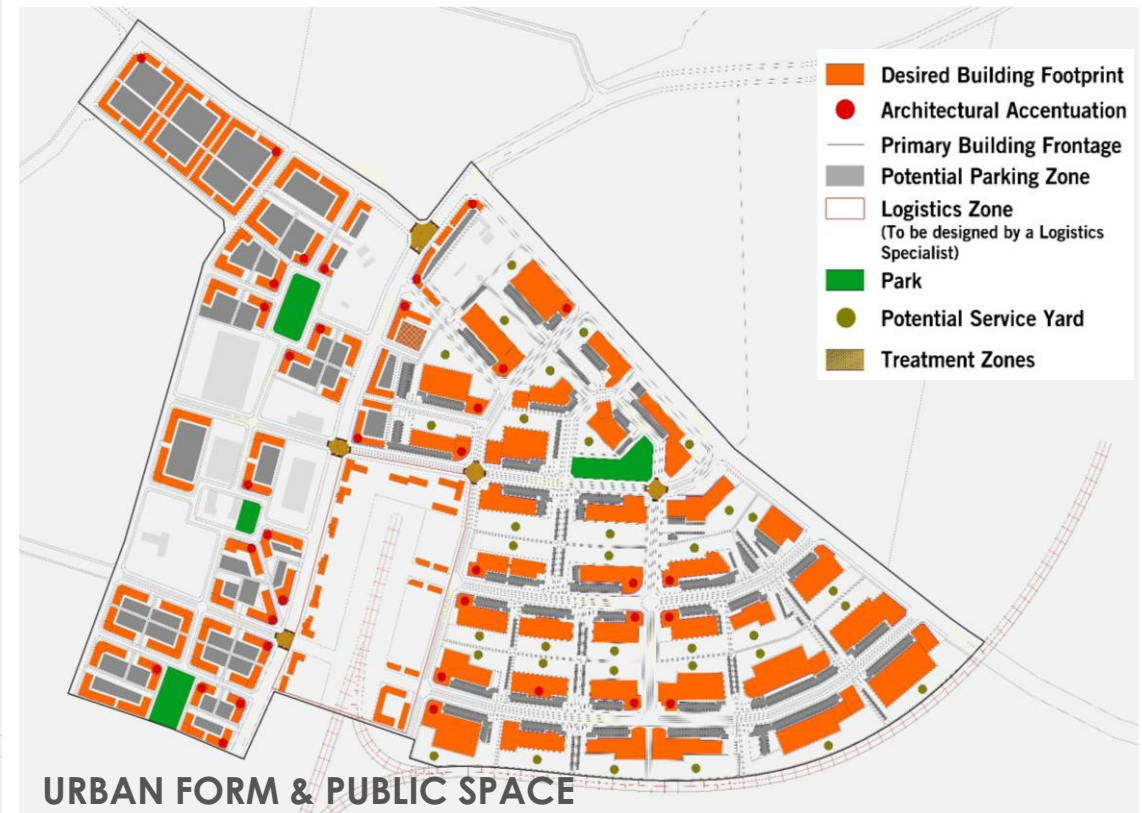 Desired Building Footprint
Architectural Accentuation
Primary Building Frontage
Potential Parking Zone
Logistics Zone
(To be designed by a Logistics
Specialist)
Park
Potential Service Yard
Treatment Zones
URBAN FORM & PUBLIC SPACE